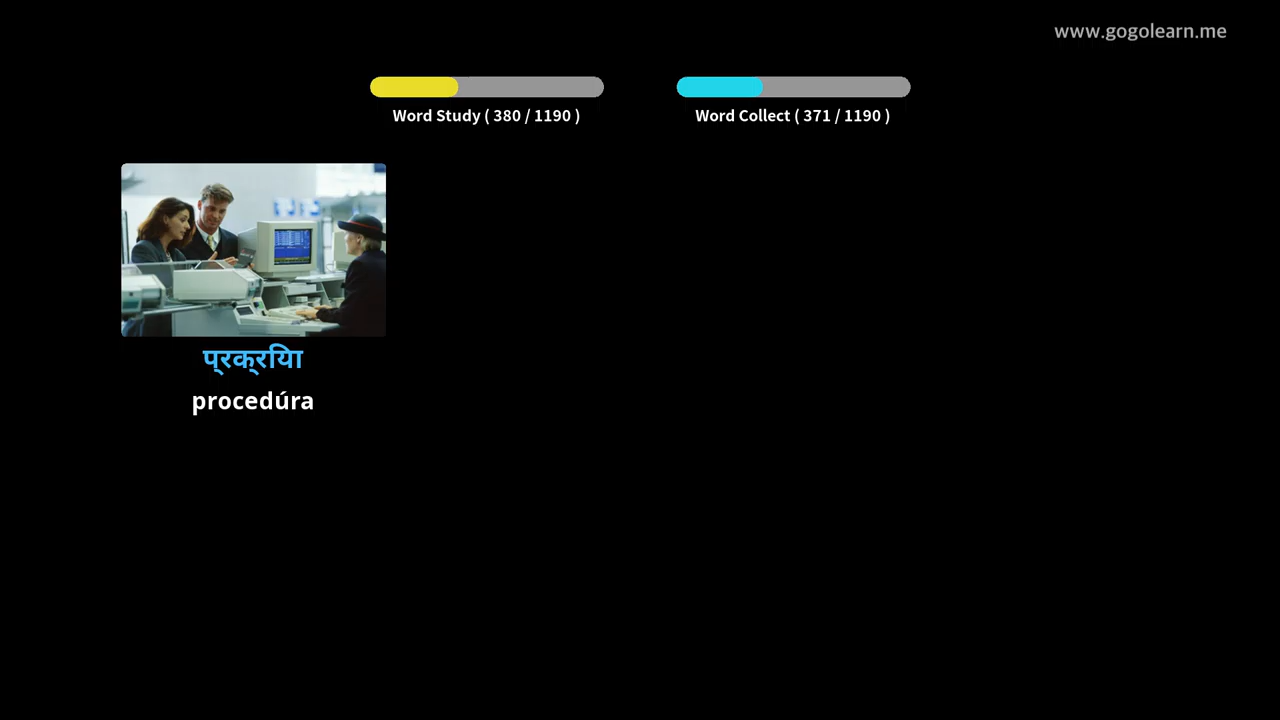 www.gogolearn.me
Word Study ( 380 / 1190 )
Word Collect ( 371 / 1190 )
प्रक्रिया
procedúra